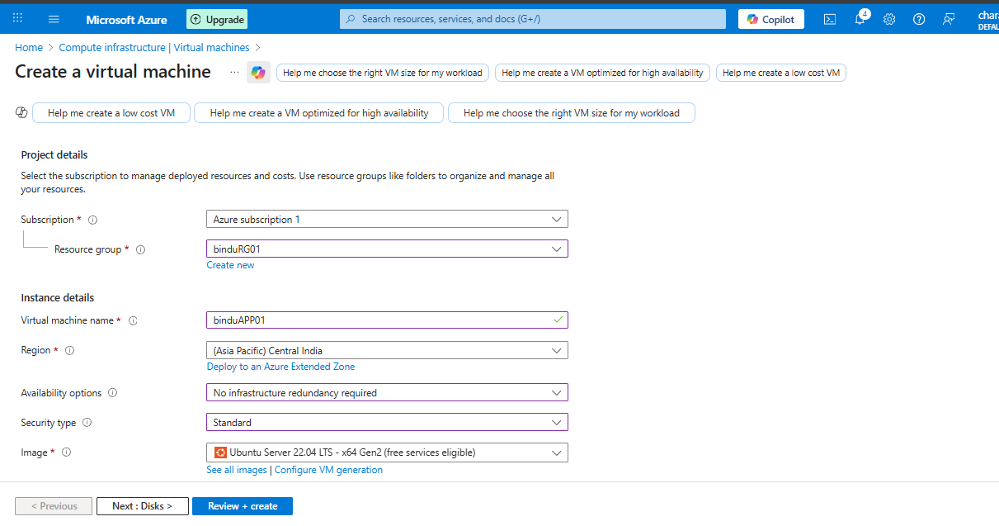 Microsoft Azure Upgrade Search resources, services, and docs (G+/) Copilot 4
DEFAU
Home > Compute infrastructure | Virtual machines >
Create a virtual machine ... Help me choose the right VM size for my workload Help me create a VM optimized for high availability Help me create a low cost VM
Help me create a low cost VM Help me create a VM optimized for high availability Help me choose the right VM size for my workload
Project details
Select the subscription to manage deployed resources and costs. Use resource groups like folders to organize and manage all
your resources.
Subscription * Azure subscription 1
Resource group * binduRG01
Create new
Instance details
Virtual machine name * binduAPP01
Region * (Asia Pacific) Central India
Deploy to an Azure Extended Zone
Availability options No infrastructure redundancy required
Security type Standard
Image * Ubuntu Server 22.04 LTS - x64 Gen2 (free services eligible)
See all images | Configure VM generation
< Previous Next : Disks > Review + create